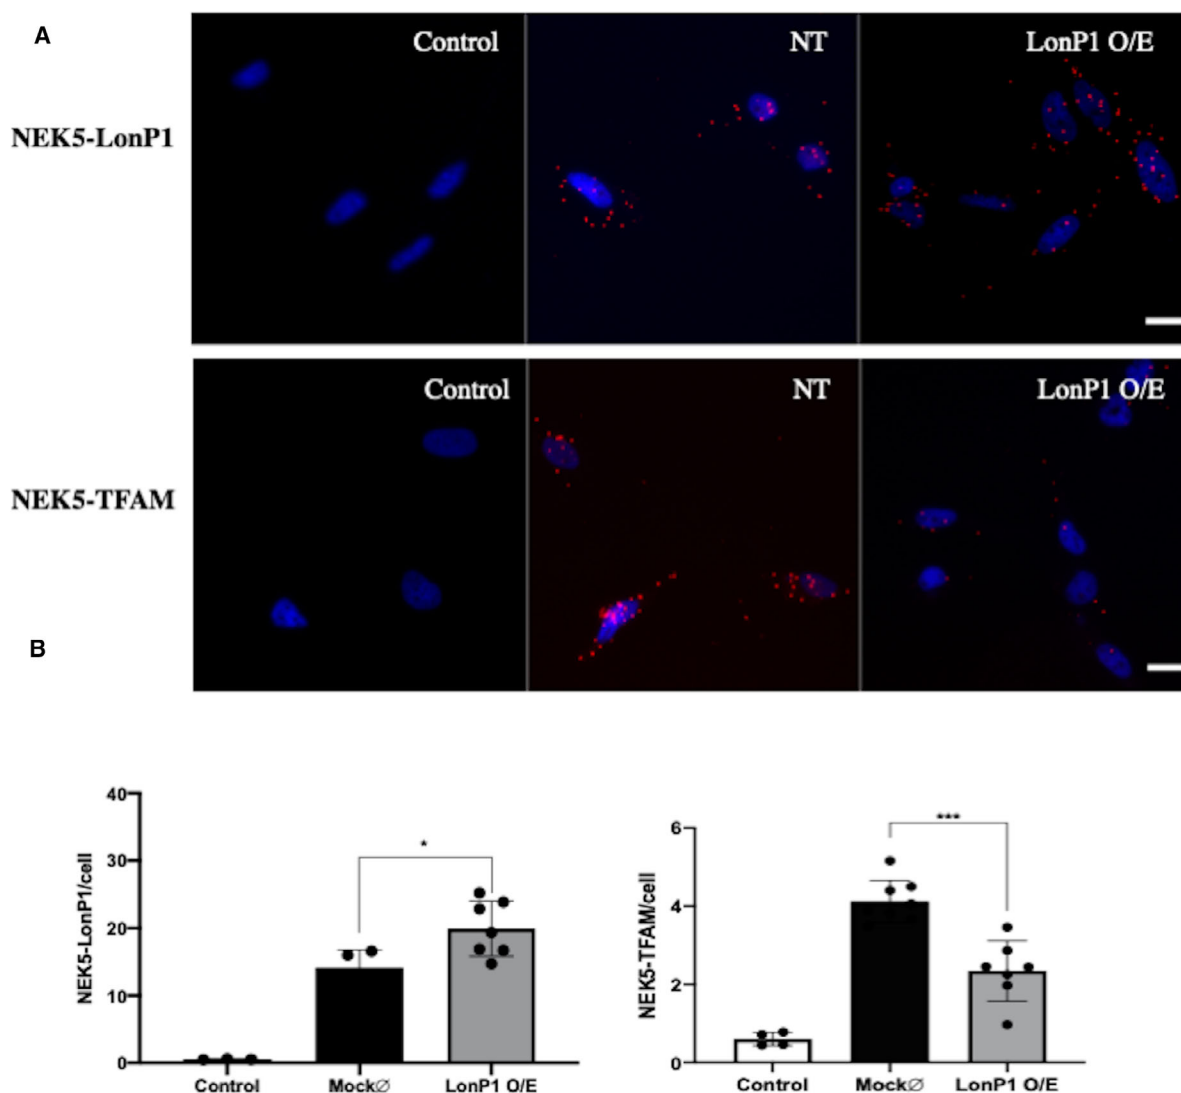 A
Control
NT
LonP1 O/E
NEK5-LonP1
Control
NT
LonP1 O/E
NEK5-TFAM
B
40
30
20
10
0
NEK5-LonP1/cell
*
Control
Mock∅
LonP1 O/E
6
4
2
0
NEK5-TFAM/cell
***
Control
Mock∅
LonP1 O/E